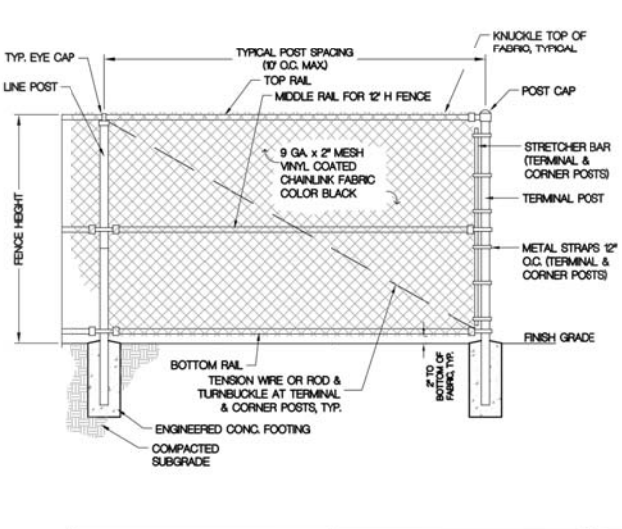 KNUCKLE TOP OF
FABRIC, TYPICAL
TYP. EYE CAP
TYPICAL POST SPACING
(10' O.C. MAX.)
TOP RAIL
LINE POST
MIDDLE RAIL FOR 12' H FENCE
POST CAP
9 GA. x 2" MESH
VINYL COATED
CHAINLINK FABRIC
COLOR BLACK
STRETCHER BAR
(TERMINAL &
CORNER POSTS)
TERMINAL POST
FENCE HEIGHT
METAL STRAPS 12"
O.C. (TERMINAL &
CORNER POSTS)
FINISH GRADE
BOTTOM RAIL
TENSION WIRE OR ROD &
TURNBUCKLE AT TERMINAL
& CORNER POSTS, TYP.
2" TO
BOTTOM OF
FABRIC, TYP.
ENGINEERED CONC. FOOTING
COMPACTED
SUBGRADE